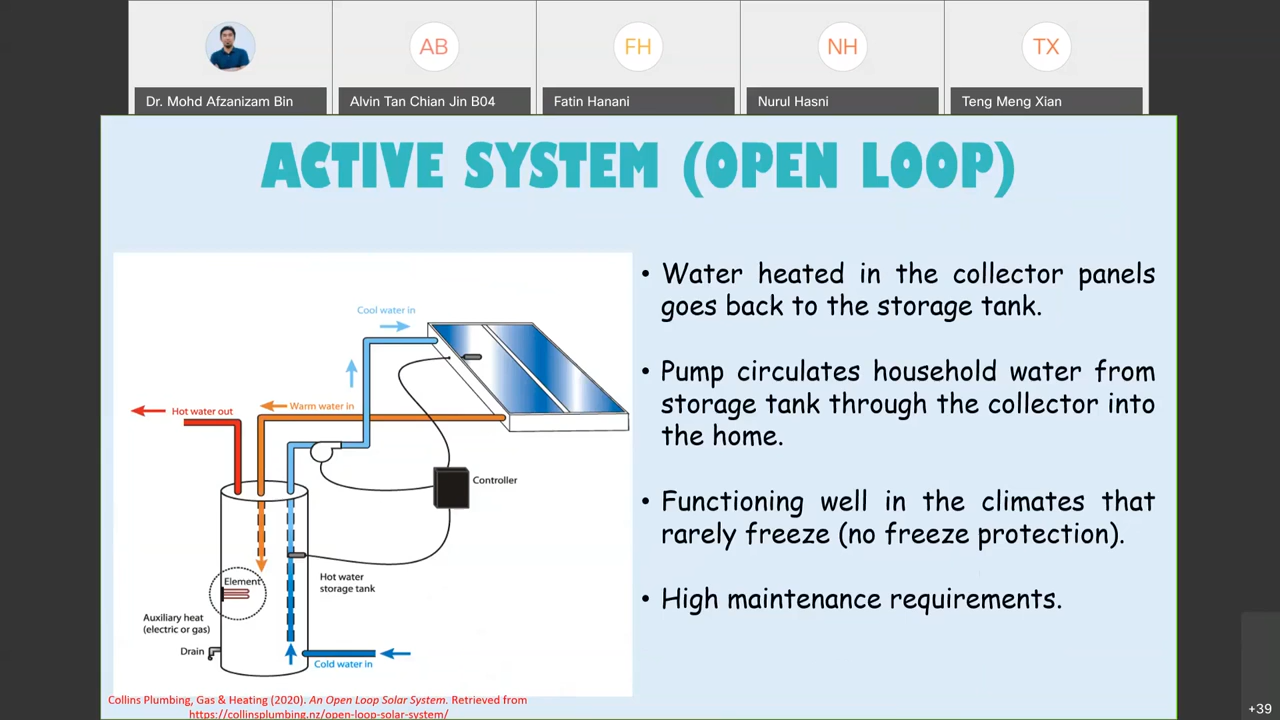 AB
FH
NH
TX
Dr. Mohd Afzanizam Bin
Alvin Tan Chian Jin B04
Fatin Hanani
Nurul Hasni
Teng Meng Xian
ACTIVE SYSTEM (OPEN LOOP)
Cool water in
Hot water out
Warm water in
Controller
Element
Hot water
storage tank
Auxiliary heat
(electric or gas)
Drain
Cold water in
• Water heated in the collector panels
goes back to the storage tank.
• Pump circulates household water from
storage tank through the collector into
the home.
• Functioning well in the climates that
rarely freeze (no freeze protection).
• High maintenance requirements.
Collins Plumbing, Gas & Heating (2020). An Open Loop Solar System. Retrieved from
https://collinsplumbing.nz/open-loop-solar-system/
+39